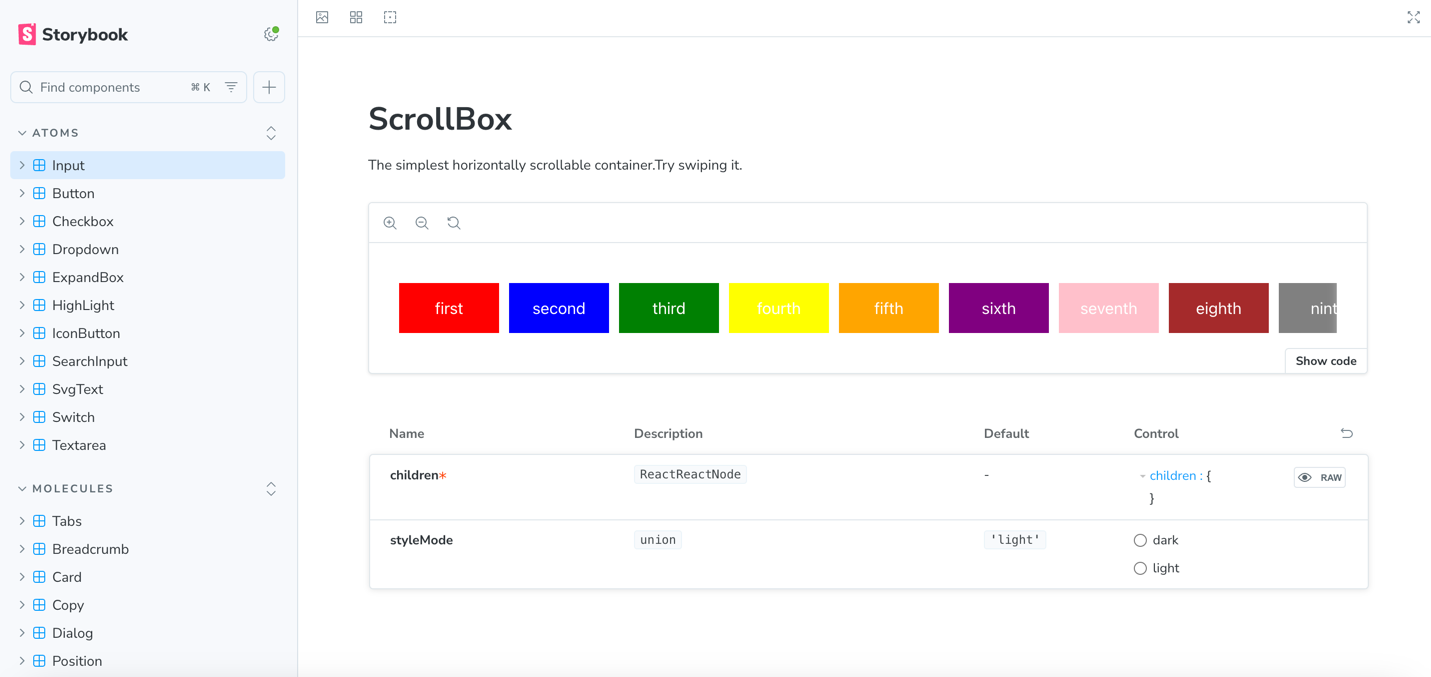 Storybook
Find components ⌘ K
ATOMS
Input
Button
Checkbox
Dropdown
ExpandBox
HighLight
IconButton
SearchInput
SvgText
Switch
Textarea
MOLECULES
Tabs
Breadcrumb
Card
Copy
Dialog
Position
ScrollBox
The simplest horizontally scrollable container.Try swiping it.
first second third fourth fifth sixth seventh eighth nint
Show code
Name Description Default Control
children* ReactReactNode - children : { RAW
}
styleMode union 'light' dark
light